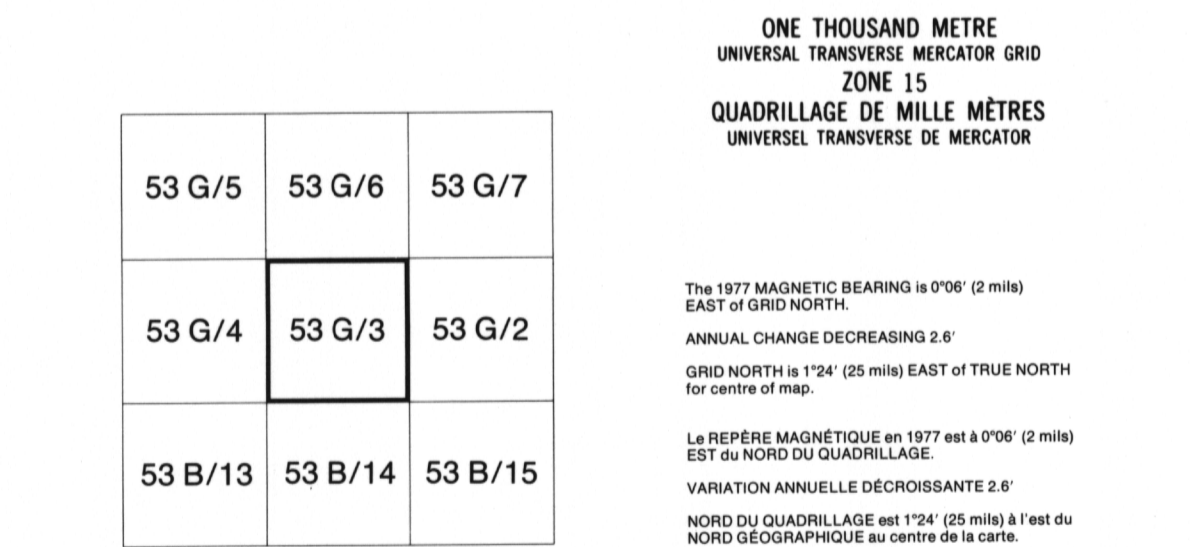 ONE THOUSAND METRE
UNIVERSAL TRANSVERSE MERCATOR GRID
ZONE 15
QUADRILLAGE DE MILLE MÈTRES
UNIVERSEL TRANSVERSE DE MERCATOR
53 G/5 53 G/6 53 G/7
53 G/4 53 G/3 53 G/2
53 B/13 53 B/14 53 B/15
The 1977 MAGNETIC BEARING is 0°06′ (2 mils)
EAST of GRID NORTH.
ANNUAL CHANGE DECREASING 2.6′
GRID NORTH is 1°24′ (25 mils) EAST of TRUE NORTH
for centre of map.
Le REPÈRE MAGNÉTIQUE en 1977 est à 0°06′ (2 mils)
EST du NORD DU QUADRILLAGE.
VARIATION ANNUELLE DÉCROISSANTE 2.6′
NORD DU QUADRILLAGE est 1°24′ (25 mils) à l'est du
NORD GÉOGRAPHIQUE au centre de la carte.